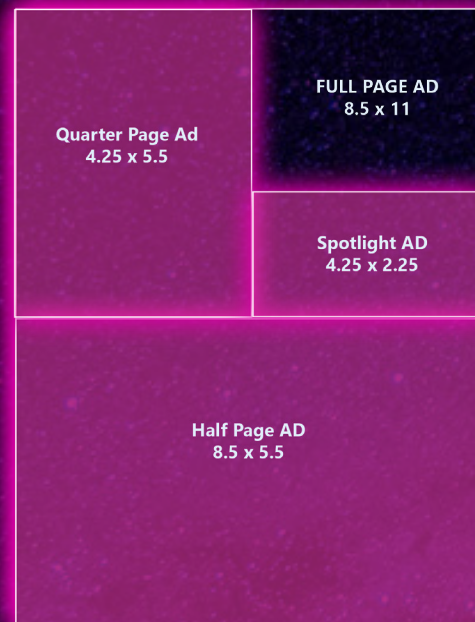 FULL PAGE AD
8.5 x 11
Quarter Page Ad
4.25 x 5.5
Spotlight AD
4.25 x 2.25
Half Page AD
8.5 x 5.5